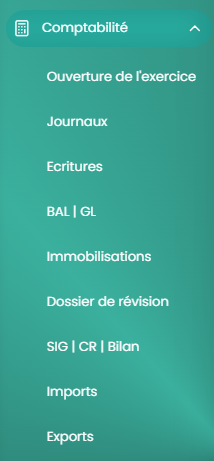 Comptabilité
Ouverture de l'exercice
Journaux
Ecritures
BAL | GL
Immobilisations
Dossier de révision
SIG | CR | Bilan
Imports
Exports